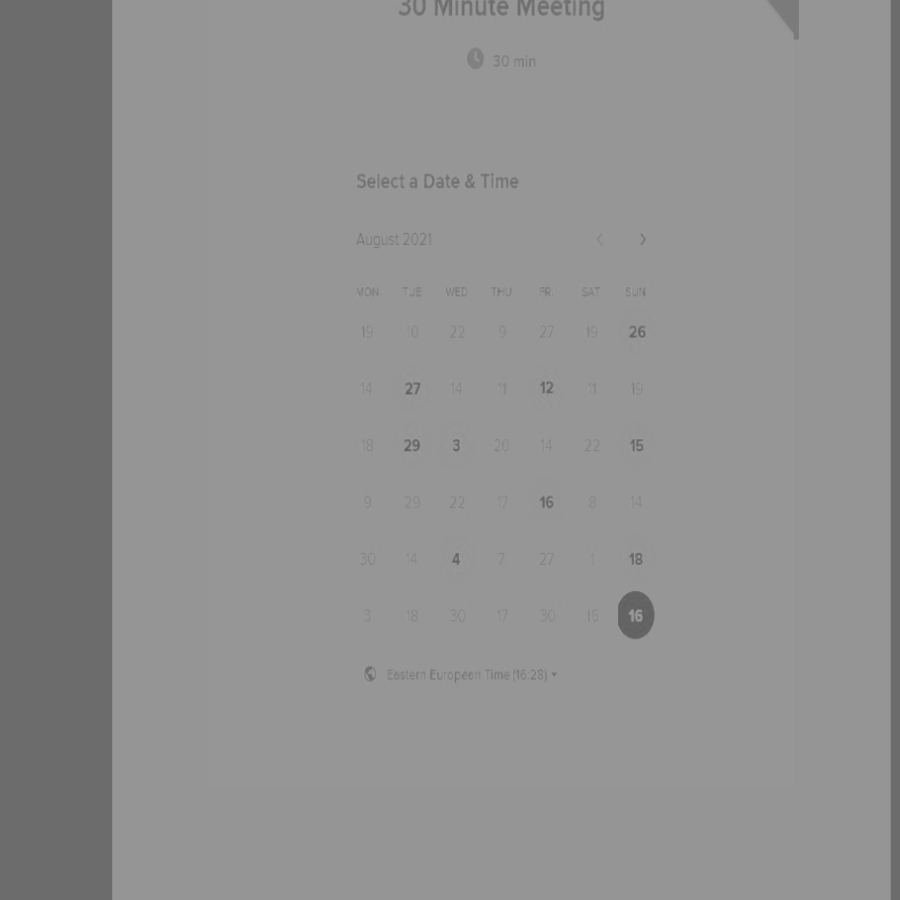 30 Minute Meeting
30 min
Select a Date & Time
August 2021
MON TUE WED THU FRI SAT SUN
19 10 22 9 27 19 26
14 27 14 11 12 11 19
18 29 3 20 14 22 15
9 29 22 17 16 8 14
30 14 4 7 27 1 18
3 18 30 17 30 16 16
Eastern European Time (16:28)